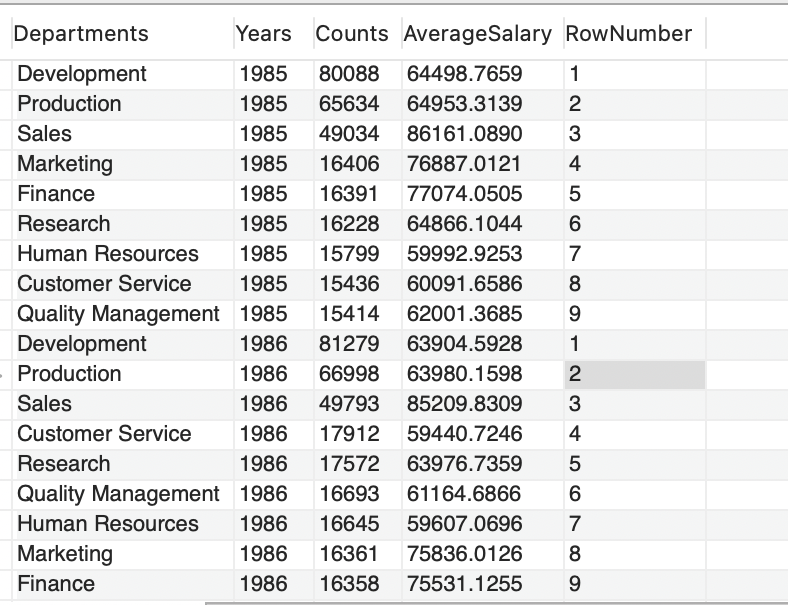 Departments Years Counts AverageSalary RowNumber
Development 1985 80088 64498.7659 1
Production 1985 65634 64953.3139 2
Sales 1985 49034 86161.0890 3
Marketing 1985 16406 76887.0121 4
Finance 1985 16391 77074.0505 5
Research 1985 16228 64866.1044 6
Human Resources 1985 15799 59992.9253 7
Customer Service 1985 15436 60091.6586 8
Quality Management 1985 15414 62001.3685 9
Development 1986 81279 63904.5928 1
Production 1986 66998 63980.1598 2
Sales 1986 49793 85209.8309 3
Customer Service 1986 17912 59440.7246 4
Research 1986 17572 63976.7359 5
Quality Management 1986 16693 61164.6866 6
Human Resources 1986 16645 59607.0696 7
Marketing 1986 16361 75836.0126 8
Finance 1986 16358 75531.1255 9